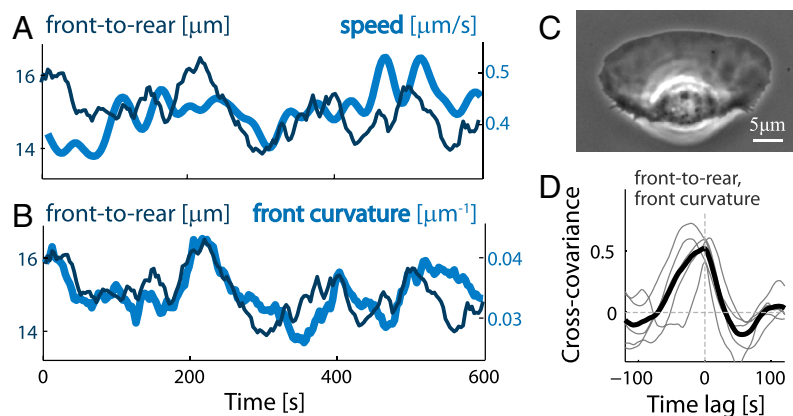 A front-to-rear [μm] speed [μm/s]
16
14
0.5
0.4
B front-to-rear [μm] front curvature [μm⁻¹]
16
14
0.04
0.03
0 200 400 600
Time [s]
C
5μm
D front-to-rear,
front curvature
Cross-covariance
0.5
0
−100 0 100
Time lag [s]